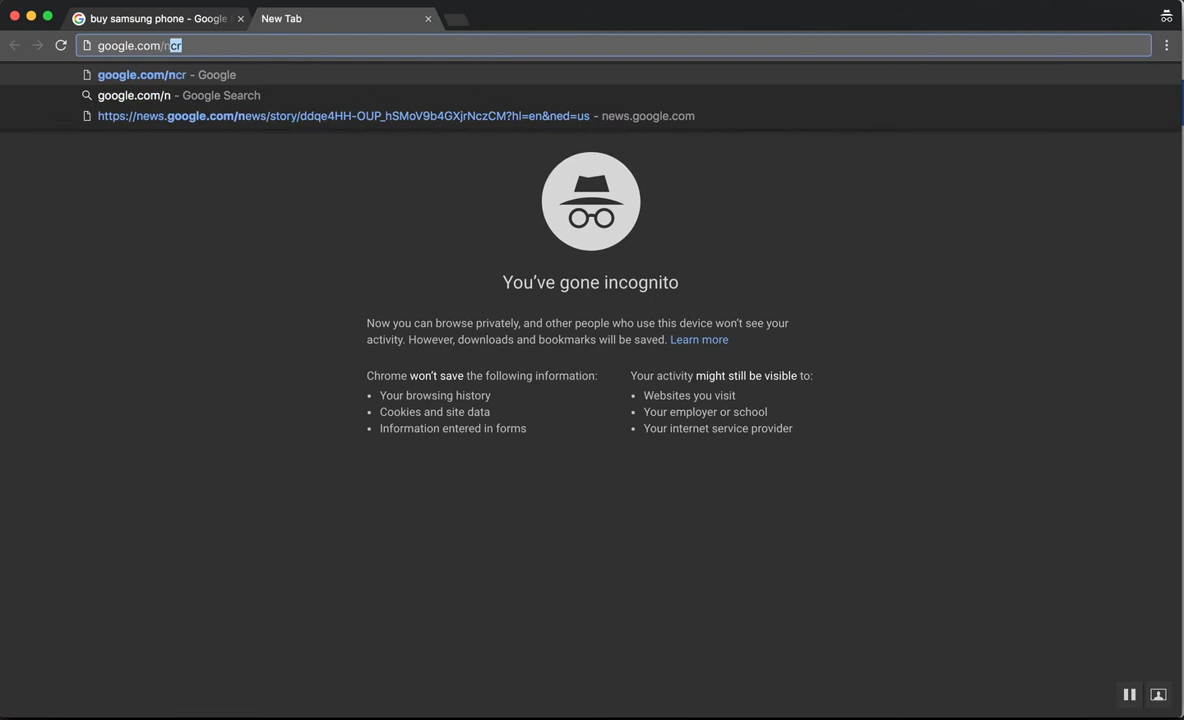 buy samsung phone - Google S
New Tab
google.com/ncr
google.com/ncr - Google
google.com/n - Google Search
https://news.google.com/news/story/ddqe4HH-OUP_hSMoV9b4GXjrNczCM?hl=en&ned=us - news.google.com
You've gone incognito
Now you can browse privately, and other people who use this device won't see your
activity. However, downloads and bookmarks will be saved. Learn more
Chrome won't save the following information:
• Your browsing history
• Cookies and site data
• Information entered in forms
Your activity might still be visible to:
• Websites you visit
• Your employer or school
• Your internet service provider